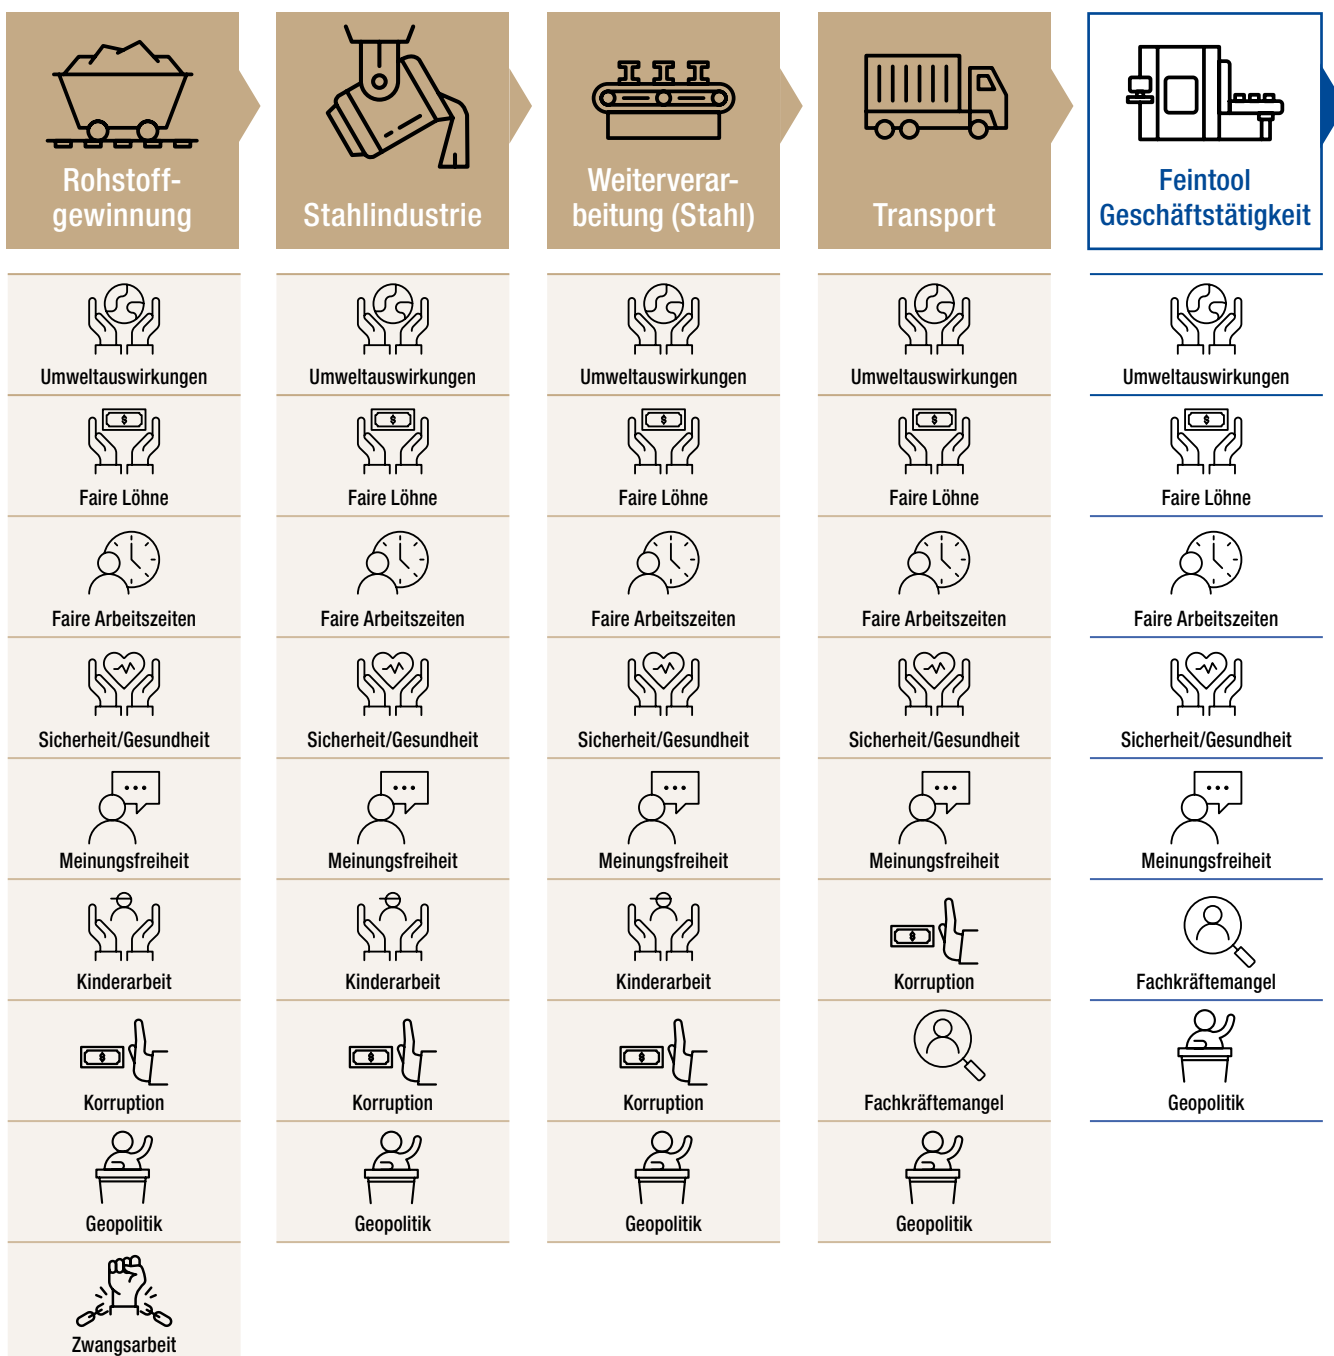 Rohstoff-
gewinnung
Stahlindustrie
Weiterverar-
beitung (Stahl)
Transport
Feintool
Geschäftstätigkeit
Umweltauswirkungen
Umweltauswirkungen
Umweltauswirkungen
Umweltauswirkungen
Umweltauswirkungen
$
$
$
$
$
Faire Löhne
Faire Löhne
Faire Löhne
Faire Löhne
Faire Löhne
Faire Arbeitszeiten
Faire Arbeitszeiten
Faire Arbeitszeiten
Faire Arbeitszeiten
Faire Arbeitszeiten
Sicherheit/Gesundheit
Sicherheit/Gesundheit
Sicherheit/Gesundheit
Sicherheit/Gesundheit
Sicherheit/Gesundheit
Meinungsfreiheit
Meinungsfreiheit
Meinungsfreiheit
Meinungsfreiheit
Meinungsfreiheit
$
Kinderarbeit
Kinderarbeit
Kinderarbeit
Korruption
Fachkräftemangel
$
$
$
Korruption
Korruption
Korruption
Fachkräftemangel
Geopolitik
Geopolitik
Geopolitik
Geopolitik
Geopolitik
Zwangsarbeit